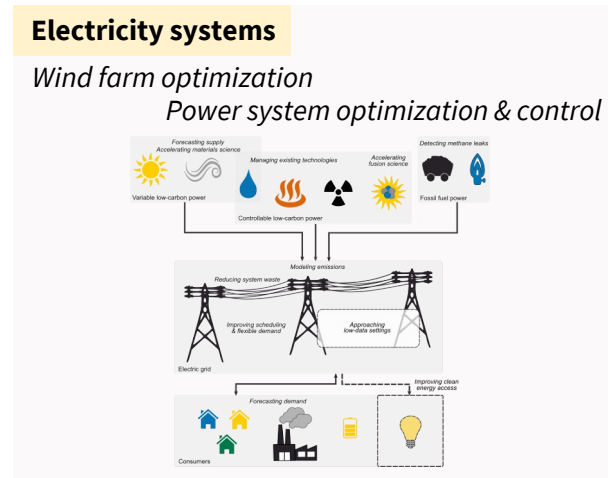 Electricity systems
Wind farm optimization
Power system optimization & control
Forecasting supply
Accelerating materials science
Variable low-carbon power
Managing existing technologies
Accelerating
fusion science
Controllable low-carbon power
Detecting methane leaks
Fossil fuel power
Modeling emissions
Reducing system waste
Improving scheduling
& flexible demand
Approaching
low-data settings
Electric grid
Improving clean
energy access
Forecasting demand
Consumers